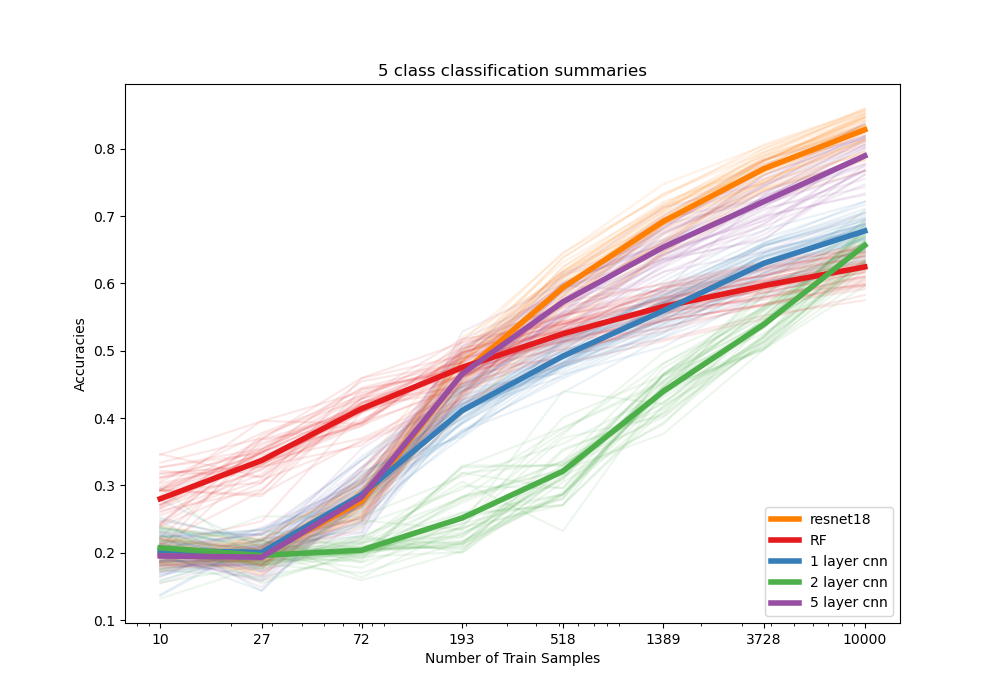 5 class classification summaries
Accuracies
0.8
0.7
0.6
0.5
0.4
0.3
0.2
0.1
10 27 72 193 518 1389 3728 10000
Number of Train Samples
resnet18
RF
1 layer cnn
2 layer cnn
5 layer cnn